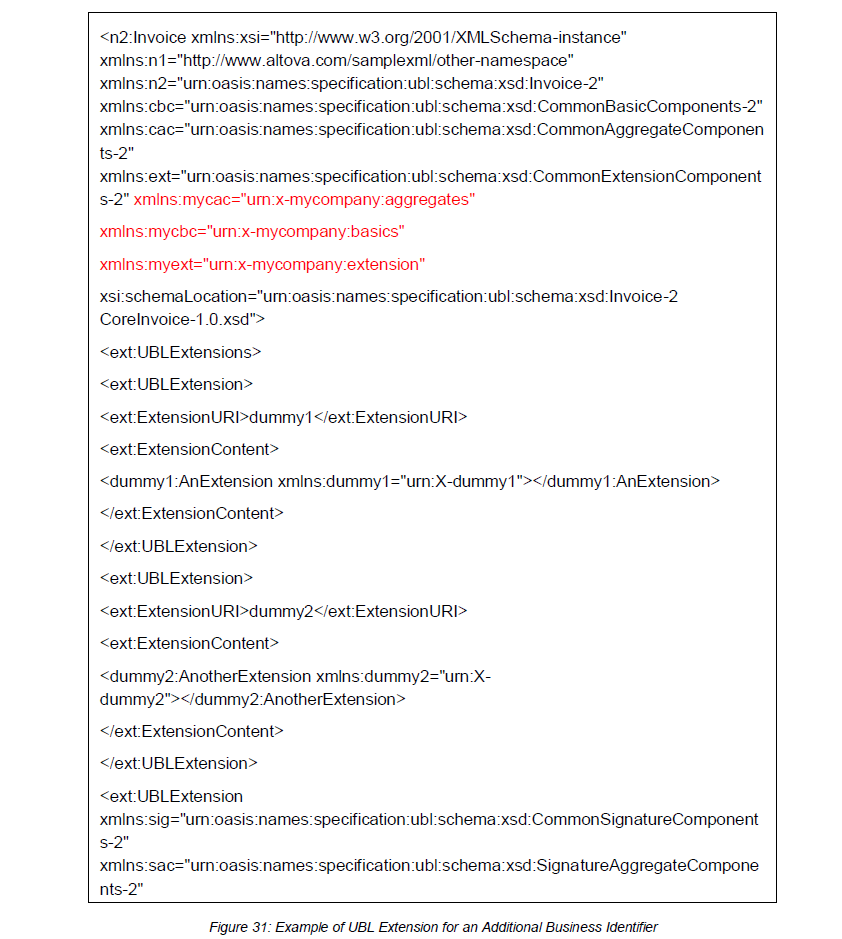 <n2:Invoice xmlns:xsi="http://www.w3.org/2001/XMLSchema-instance"
xmlns:n1="http://www.altova.com/samplexml/other-namespace"
xmlns:n2="urn:oasis:names:specification:ubl:schema:xsd:Invoice-2"
xmlns:cbc="urn:oasis:names:specification:ubl:schema:xsd:CommonBasicComponents-2"
xmlns:cac="urn:oasis:names:specification:ubl:schema:xsd:CommonAggregateComponen
ts-2"
xmlns:ext="urn:oasis:names:specification:ubl:schema:xsd:CommonExtensionComponent
s-2" xmlns:mycac="urn:x-mycompany:aggregates"
xmlns:mycbc="urn:x-mycompany:basics"
xmlns:myext="urn:x-mycompany:extension"
xsi:schemaLocation="urn:oasis:names:specification:ubl:schema:xsd:Invoice-2
CoreInvoice-1.0.xsd">
<ext:UBLExtensions>
<ext:UBLExtension>
<ext:ExtensionURI>dummy1</ext:ExtensionURI>
<ext:ExtensionContent>
<dummy1:AnExtension xmlns:dummy1="urn:X-dummy1"></dummy1:AnExtension>
</ext:ExtensionContent>
</ext:UBLExtension>
<ext:UBLExtension>
<ext:ExtensionURI>dummy2</ext:ExtensionURI>
<ext:ExtensionContent>
<dummy2:AnotherExtension xmlns:dummy2="urn:X-
dummy2"></dummy2:AnotherExtension>
</ext:ExtensionContent>
</ext:UBLExtension>
<ext:UBLExtension
xmlns:sig="urn:oasis:names:specification:ubl:schema:xsd:CommonSignatureComponent
s-2"
xmlns:sac="urn:oasis:names:specification:ubl:schema:xsd:SignatureAggregateCompone
nts-2"
Figure 31: Example of UBL Extension for an Additional Business Identifier